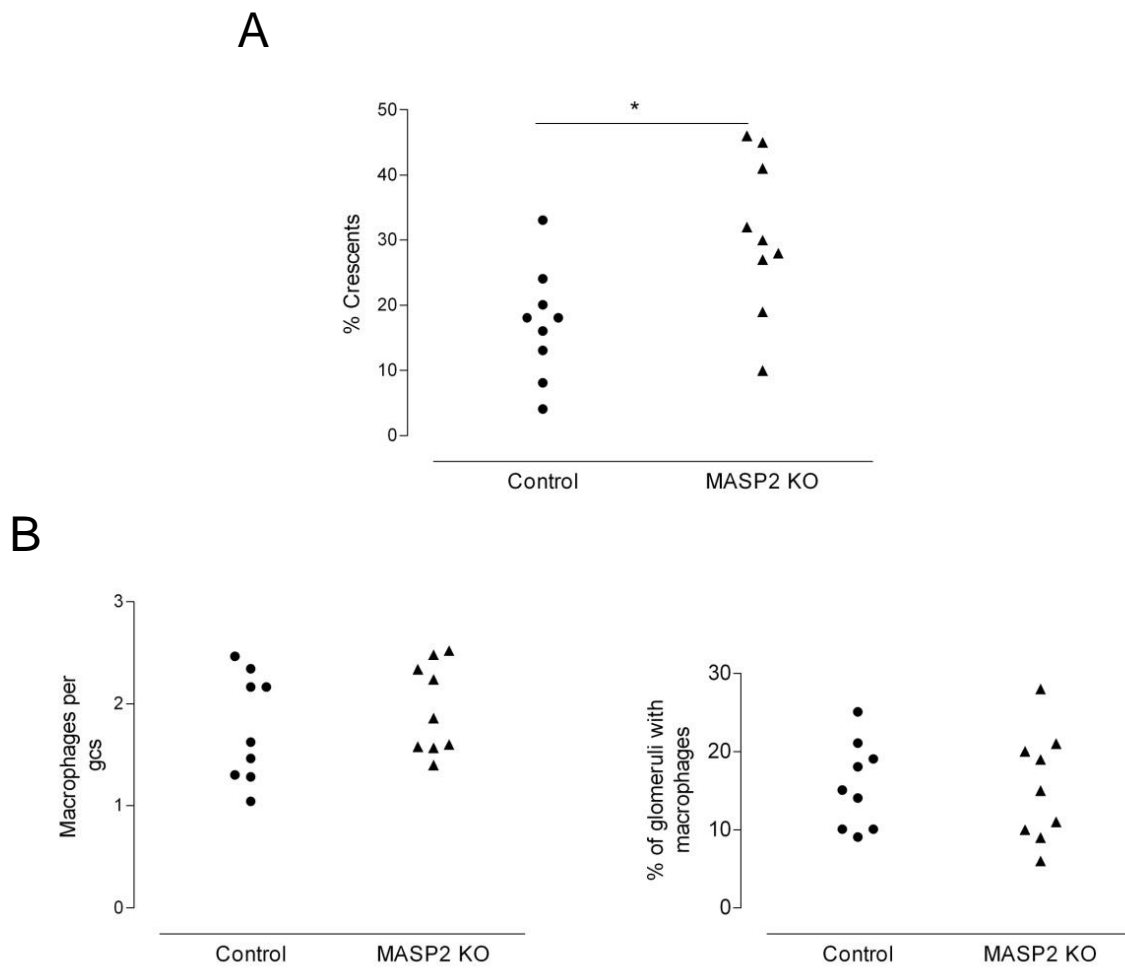 A
*
50
40
30
20
10
0
% Crescents
Control MASP2 KO
B
3
2
1
0
Macrophages per
gcs
Control MASP2 KO
30
20
10
0
% of glomeruli with
macrophages
Control MASP2 KO